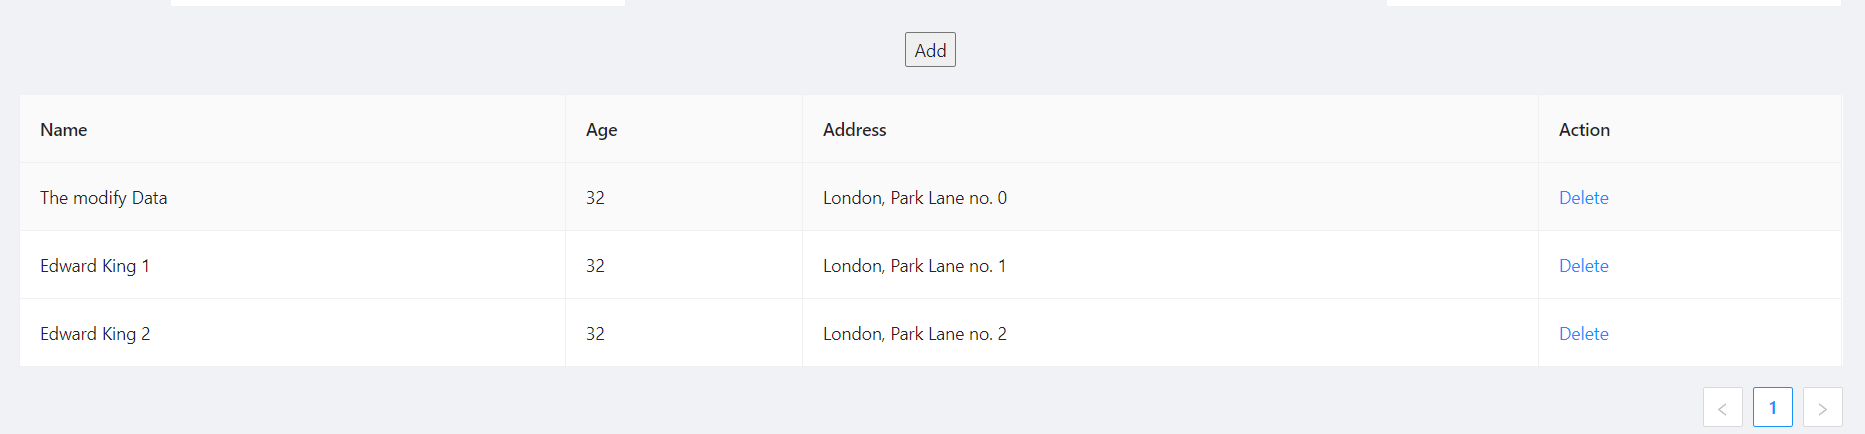 Add
Name Age Address Action
The modify Data 32 London, Park Lane no. 0 Delete
Edward King 1 32 London, Park Lane no. 1 Delete
Edward King 2 32 London, Park Lane no. 2 Delete
< 1 >